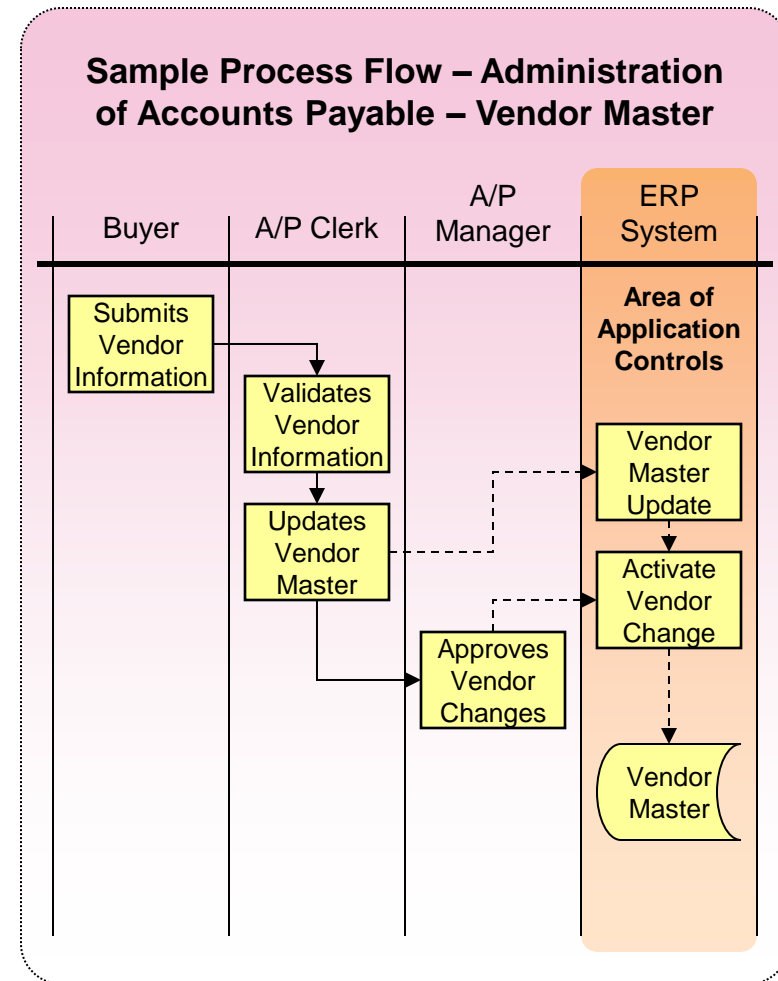 Sample Process Flow – Administration
of Accounts Payable – Vendor Master
Buyer
A/P Clerk
A/P
Manager
ERP
System
Area of
Application
Controls
Submits
Vendor
Information
Validates
Vendor
Information
Vendor
Master
Update
Updates
Vendor
Master
Activate
Vendor
Change
Approves
Vendor
Changes
Vendor
Master